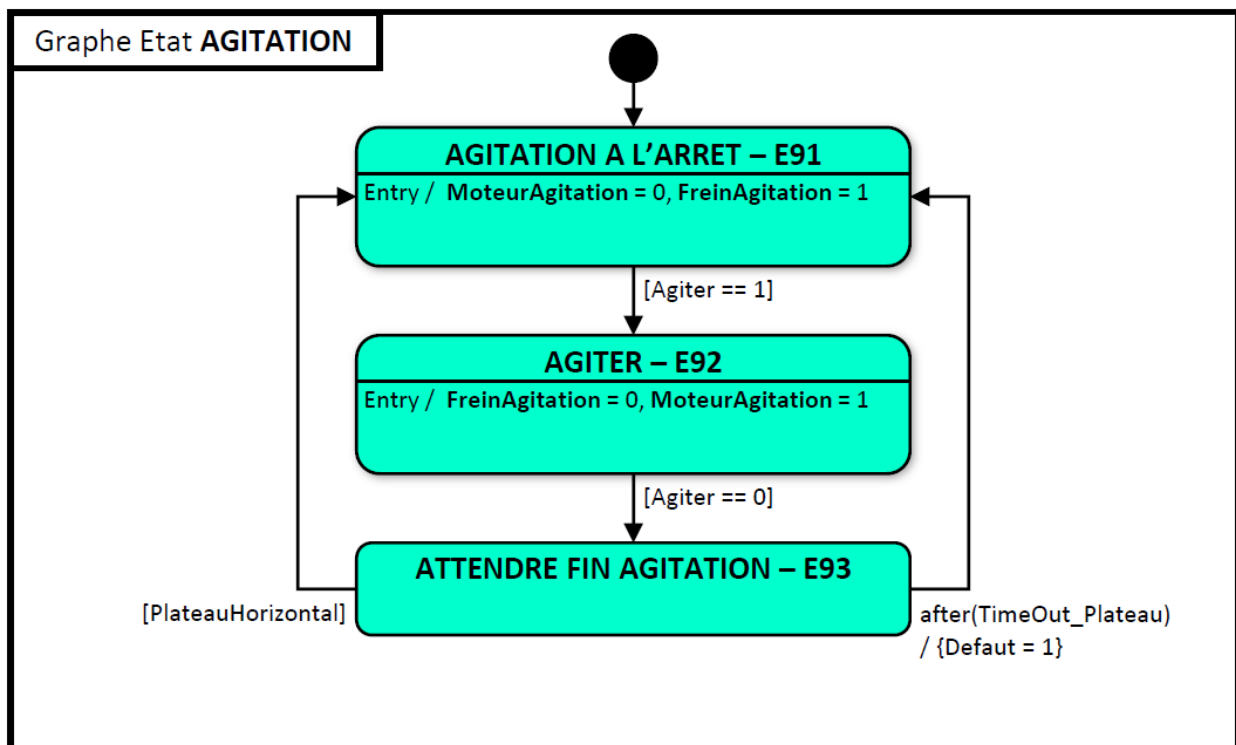 Graphe Etat AGITATION
AGITATION A L'ARRET – E91
Entry / MoteurAgitation = 0, FreinAgitation = 1
[Agiter == 1]
AGITER – E92
Entry / FreinAgitation = 0, MoteurAgitation = 1
[Agiter == 0]
ATTENDRE FIN AGITATION – E93
[PlateauHorizontal]
after(TimeOut_Plateau)
/ {Defaut = 1}